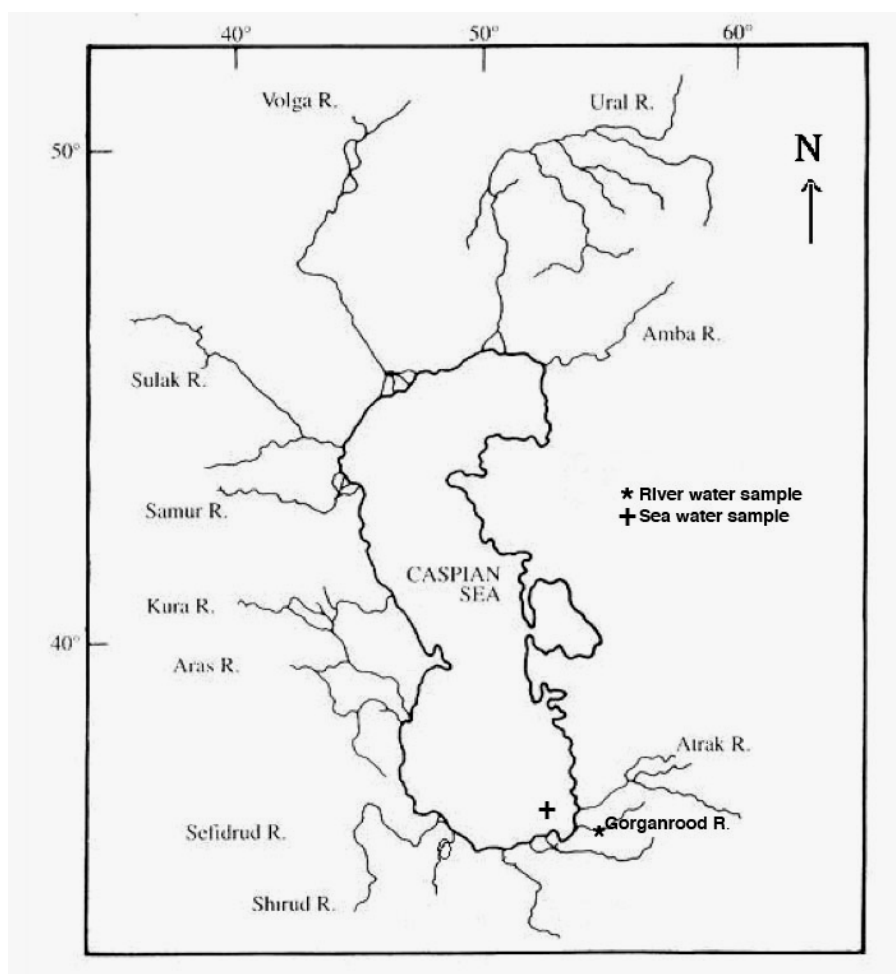 40°
50°
60°
Volga R.
Ural R.
50°
N
Amba R.
Sulak R.
* River water sample
+ Sea water sample
Samur R.
CASPIAN
SEA
Kura R.
40°
Aras R.
Atrak R.
Gorganrood R.
Sefidrud R.
Shirud R.